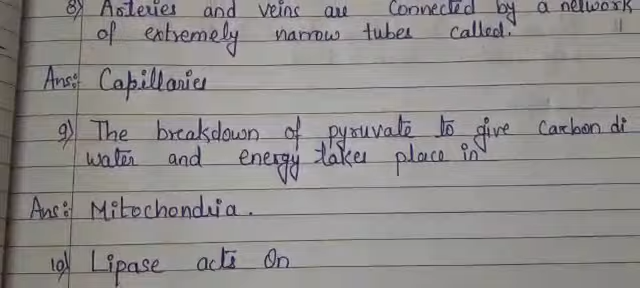 8) Arteries and veins are connected by a network
of extremely narrow tubes called.
Ans: Capillaries
9) The breakdown of pyruvate to give Carbon di
water and energy takes place in
Ans: Mitochondria.
10) Lipase acts On